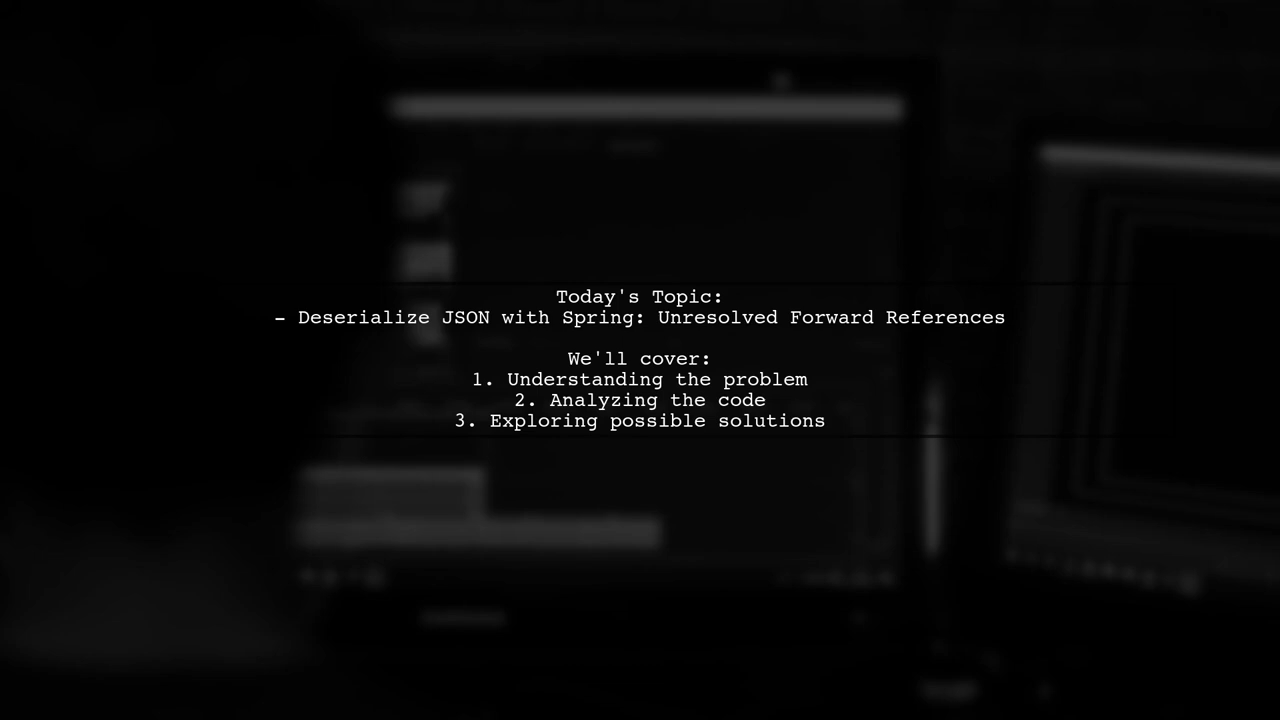 Today's Topic:
– Deserialize JSON with Spring: Unresolved Forward References
We'll cover:
1. Understanding the problem
2. Analyzing the code
3. Exploring possible solutions